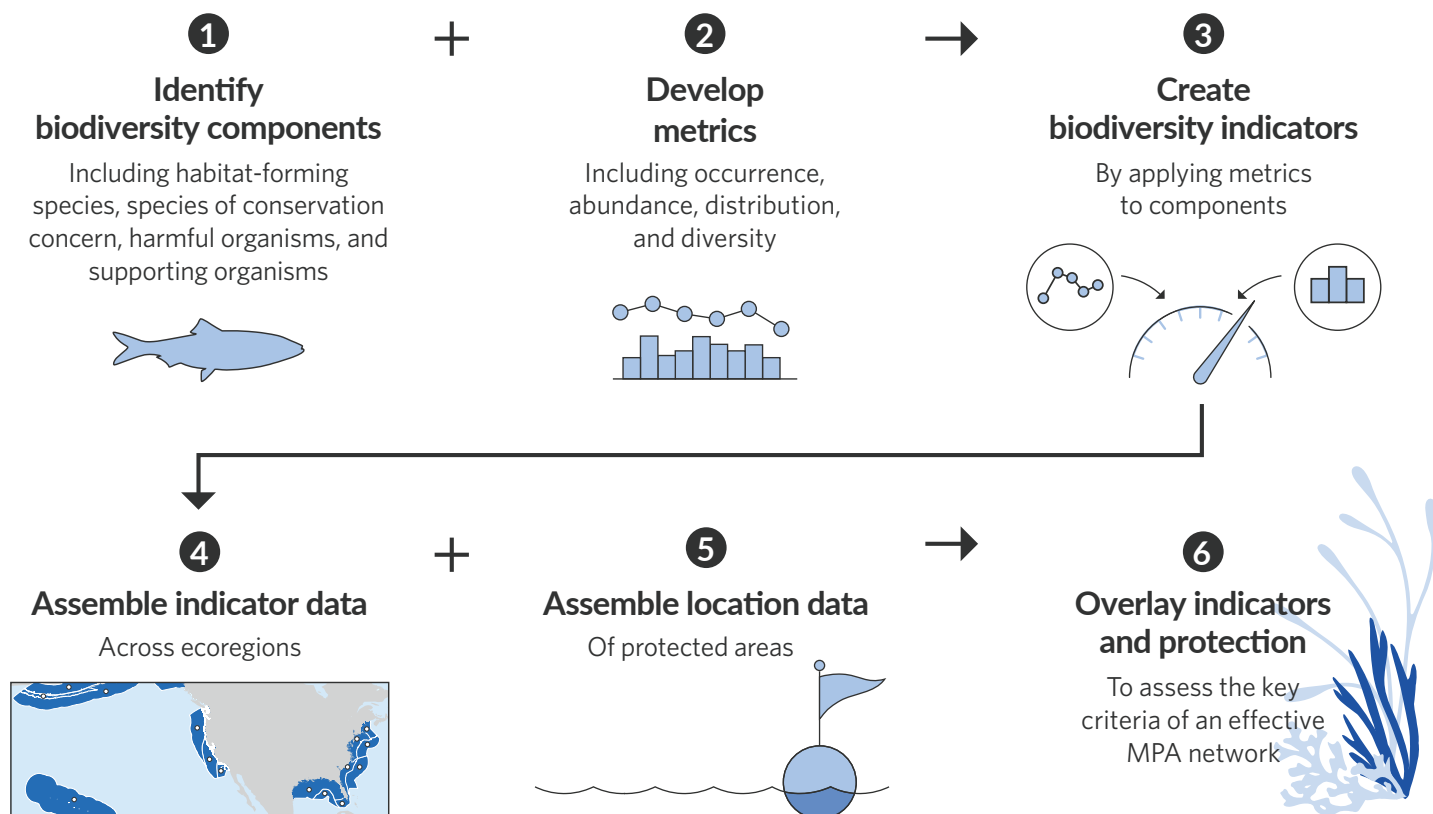 1
Identify
biodiversity components
Including habitat-forming
species, species of conservation
concern, harmful organisms, and
supporting organisms
+
2
Develop
metrics
Including occurrence,
abundance, distribution,
and diversity
3
Create
biodiversity indicators
By applying metrics
to components
4
Assemble indicator data
Across ecoregions
+
5
Assemble location data
Of protected areas
6
Overlay indicators
and protection
To assess the key
criteria of an effective
MPA network